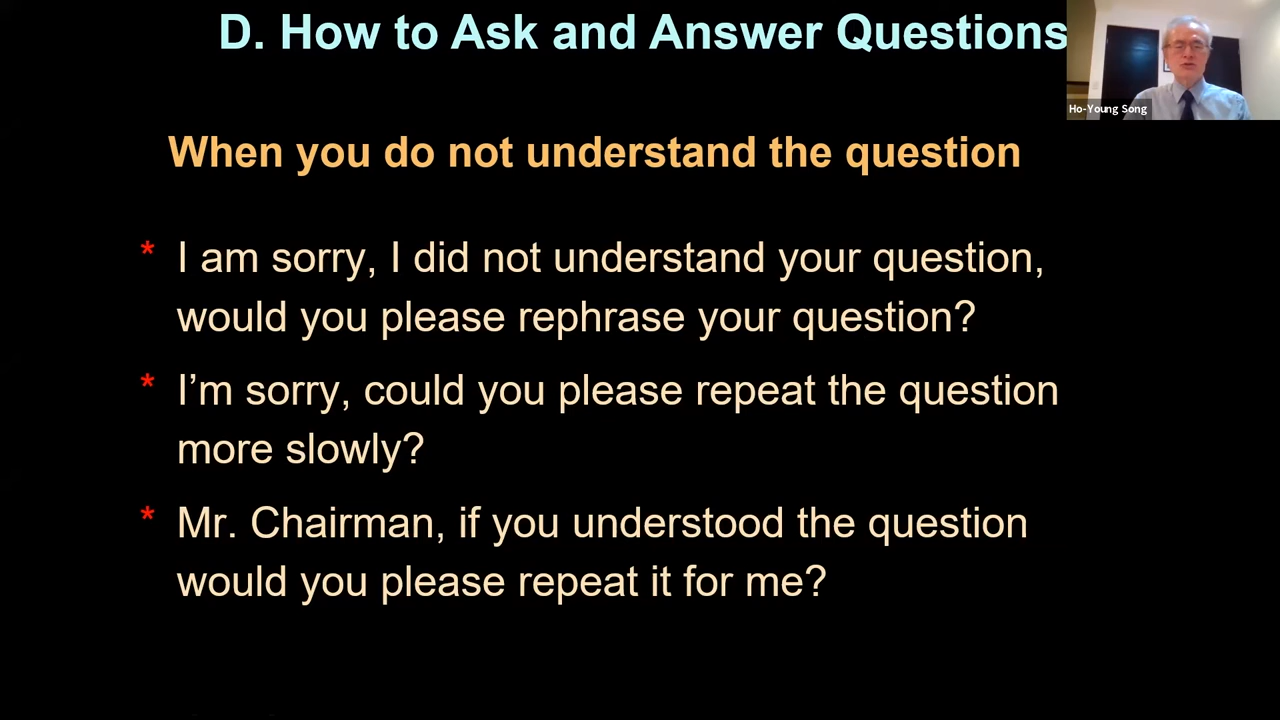 D. How to Ask and Answer Questions
Ho-Young Song
When you do not understand the question
* I am sorry, I did not understand your question,
would you please rephrase your question?
* I’m sorry, could you please repeat the question
more slowly?
* Mr. Chairman, if you understood the question
would you please repeat it for me?